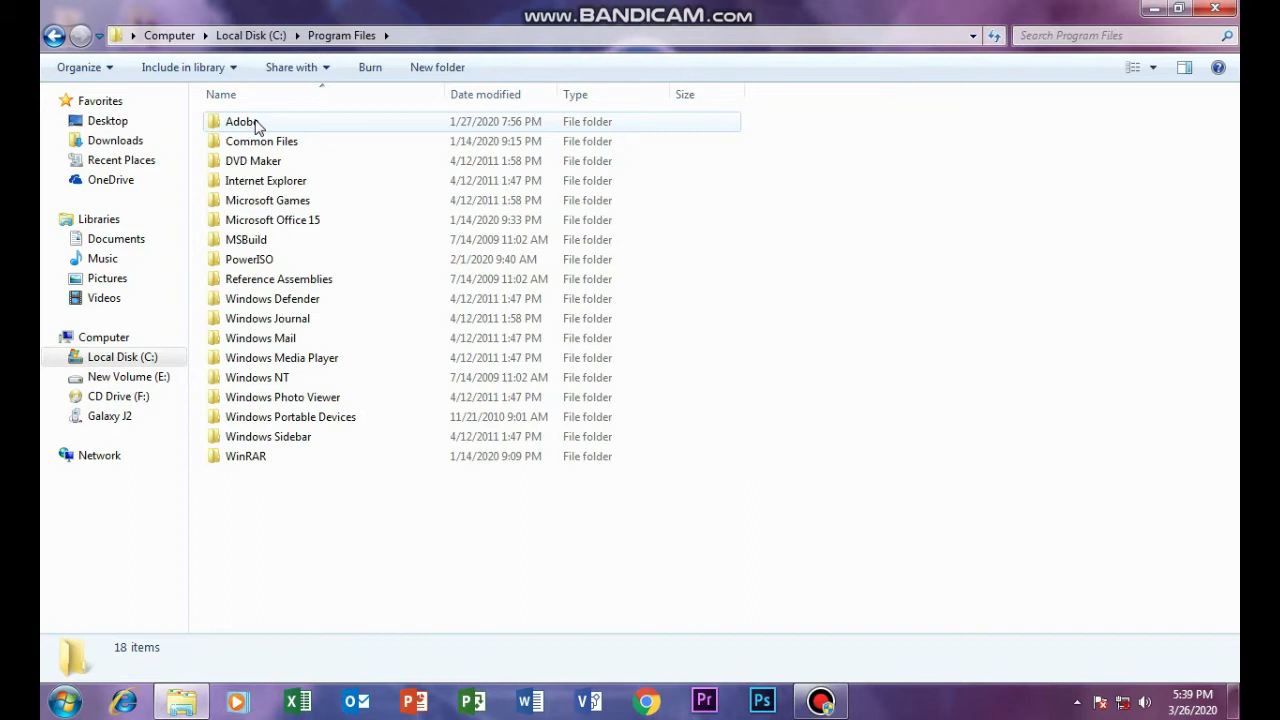 www.BANDICAM.com
Computer Local Disk (C:) Program Files Search Program Files
Organize Include in library Share with Burn New folder
Name Date modified Type Size
Favorites
Desktop
Downloads
Recent Places
OneDrive
Libraries
Documents
Music
Pictures
Videos
Computer
Local Disk (C:)
New Volume (E:)
CD Drive (F:)
Galaxy J2
Network
Adobe 1/27/2020 7:56 PM File folder
Common Files 1/14/2020 9:15 PM File folder
DVD Maker 4/12/2011 1:58 PM File folder
Internet Explorer 4/12/2011 1:47 PM File folder
Microsoft Games 4/12/2011 1:58 PM File folder
Microsoft Office 15 1/14/2020 9:33 PM File folder
MSBuild 7/14/2009 11:02 AM File folder
PowerISO 2/1/2020 9:40 AM File folder
Reference Assemblies 7/14/2009 11:02 AM File folder
Windows Defender 4/12/2011 1:47 PM File folder
Windows Journal 4/12/2011 1:58 PM File folder
Windows Mail 4/12/2011 1:47 PM File folder
Windows Media Player 4/12/2011 1:47 PM File folder
Windows NT 7/14/2009 11:02 AM File folder
Windows Photo Viewer 4/12/2011 1:47 PM File folder
Windows Portable Devices 11/21/2010 9:01 AM File folder
Windows Sidebar 4/12/2011 1:47 PM File folder
WinRAR 1/14/2020 9:09 PM File folder
18 items
Pr Ps
5:39 PM
3/26/2020